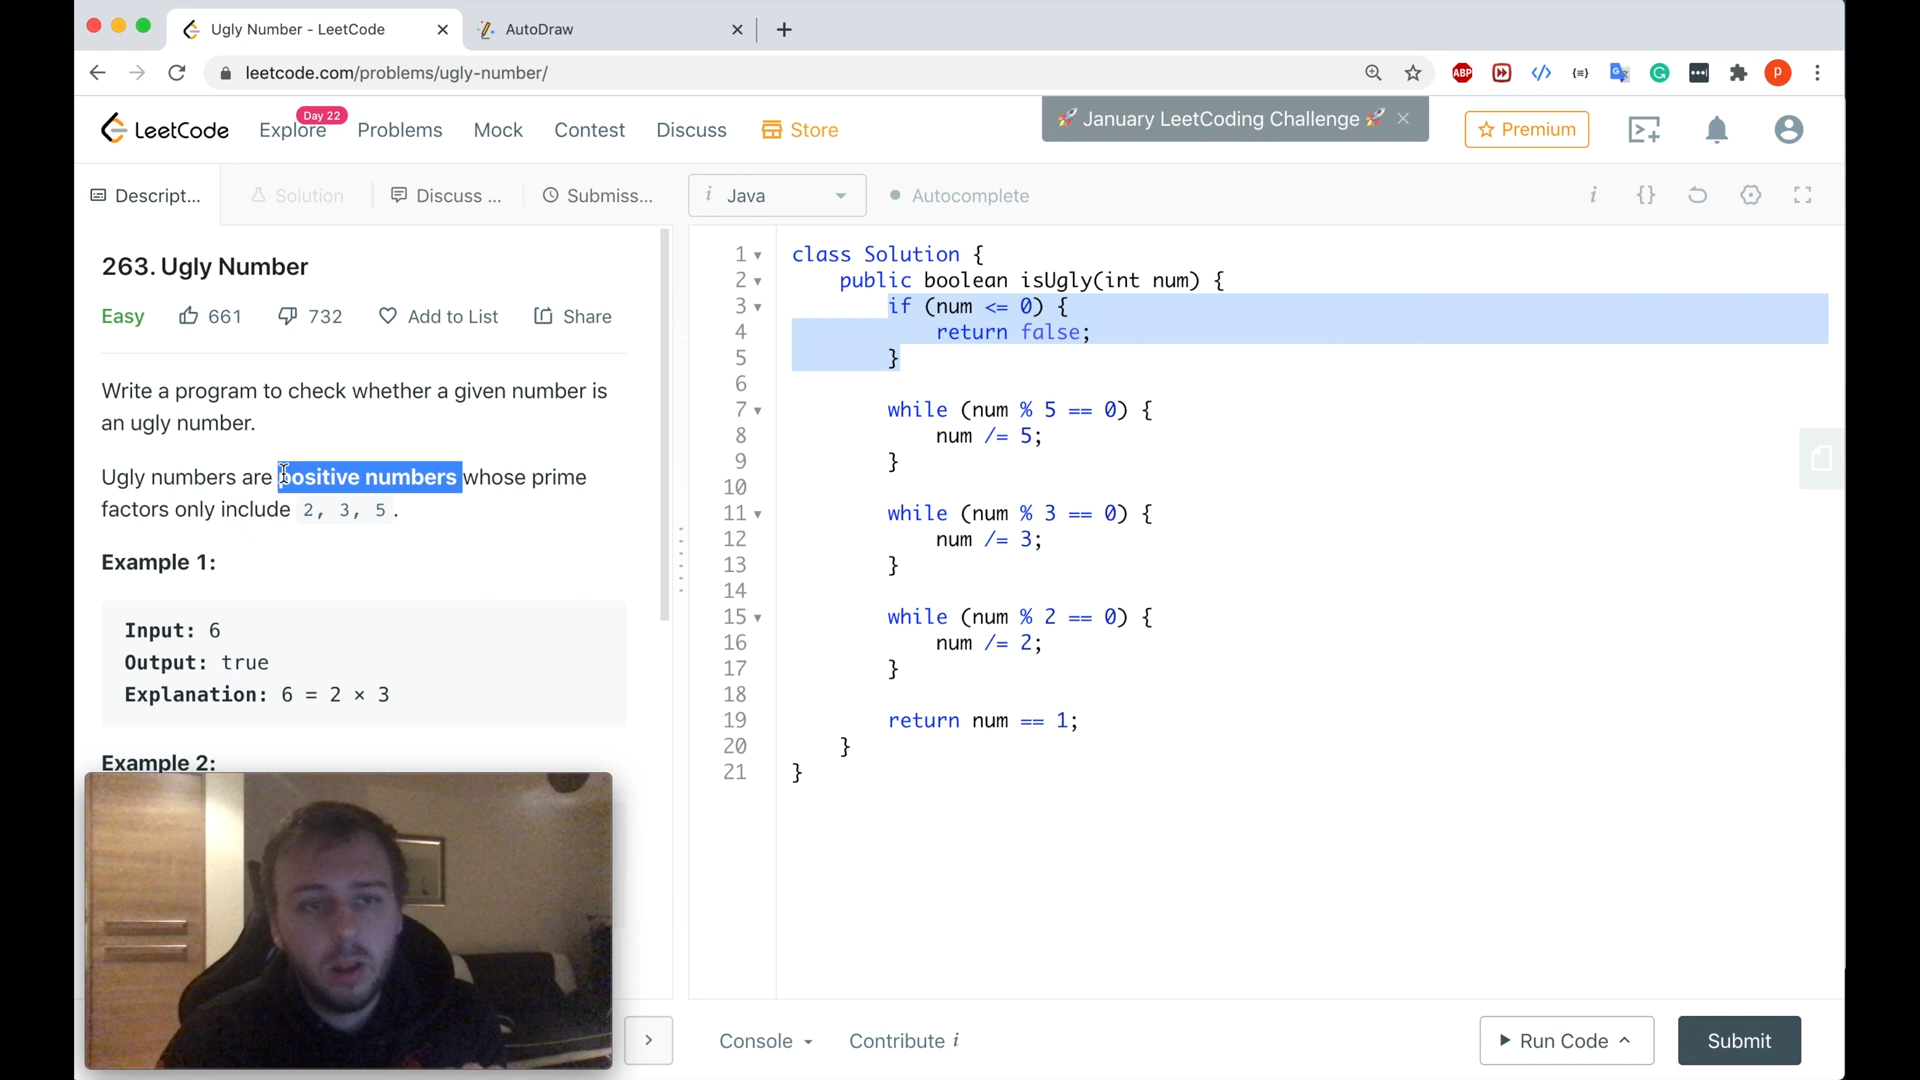 Ugly Number - LeetCode
AutoDraw
leetcode.com/problems/ugly-number/
ABP
P
LeetCode
Explore
Day 22
Problems
Mock
Contest
Discuss
Store
🚀 January LeetCoding Challenge 🚀
Premium
Descript...
Solution
Discuss ...
Submiss...
i Java
Autocomplete
i {}
263. Ugly Number
Easy 661 732 Add to List Share
Write a program to check whether a given number is
an ugly number.
Ugly numbers are positive numbers whose prime
factors only include 2, 3, 5.
Example 1:
Input: 6
Output: true
Explanation: 6 = 2 × 3
Example 2:
1 class Solution {
2 public boolean isUgly(int num) {
3 if (num <= 0) {
4 return false;
5 }
6
7 while (num % 5 == 0) {
8 num /= 5;
9 }
10
11 while (num % 3 == 0) {
12 num /= 3;
13 }
14
15 while (num % 2 == 0) {
16 num /= 2;
17 }
18
19 return num == 1;
20 }
21 }
Console
Contribute i
Run Code
Submit